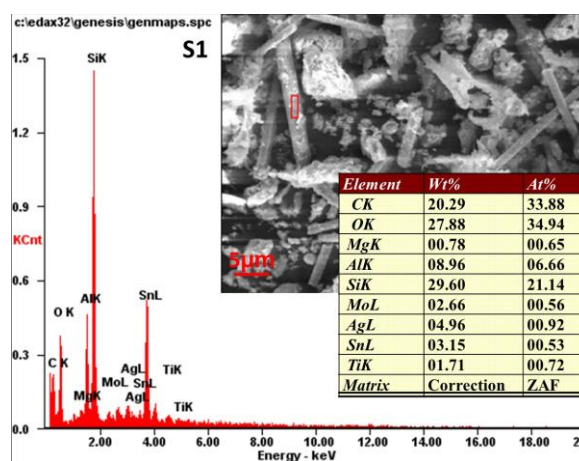 c:\edax32\genesis\genmaps.spc
S1
SiK
1.5
1.2
0.9
KCnt
0.6
0.3
0.0
AlK
O K
C K
MgK
SnL
AgL
TiK
MoL
SnL
AgL
TiK
2.00
4.00
6.00
8.00
10.00
12.00
14.00
16.00
18.00
Energy - keV
5μm
Element Wt% At%
CK 20.29 33.88
OK 27.88 34.94
MgK 00.78 00.65
AlK 08.96 06.66
SiK 29.60 21.14
MoL 02.66 00.56
AgL 04.96 00.92
SnL 03.15 00.53
TiK 01.71 00.72
Matrix Correction ZAF